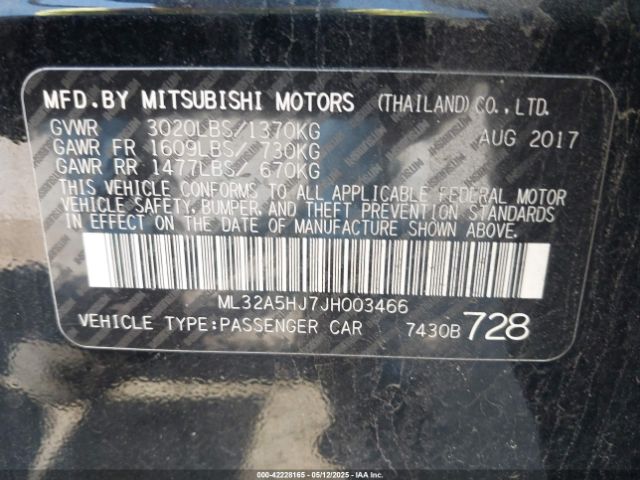 MFD.BY MITSUBISHI MOTORS (THAILAND)CO.,LTD.
GVWR 3020LBS/1370KG AUG 2017
GAWR FR 1609LBS/ 730KG
GAWR RR 1477LBS/ 670KG
THIS VEHICLE CONFORMS TO ALL APPLICABLE FEDERAL MOTOR
VEHICLE SAFETY, BUMPER, AND THEFT PREVENTION STANDARDS
IN EFFECT ON THE DATE OF MANUFACTURE SHOWN ABOVE.
ML32A5HJ7JH003466
VEHICLE TYPE:PASSENGER CAR 7430B 728
000-42228165 - 05/12/2025 - IAAI.COM